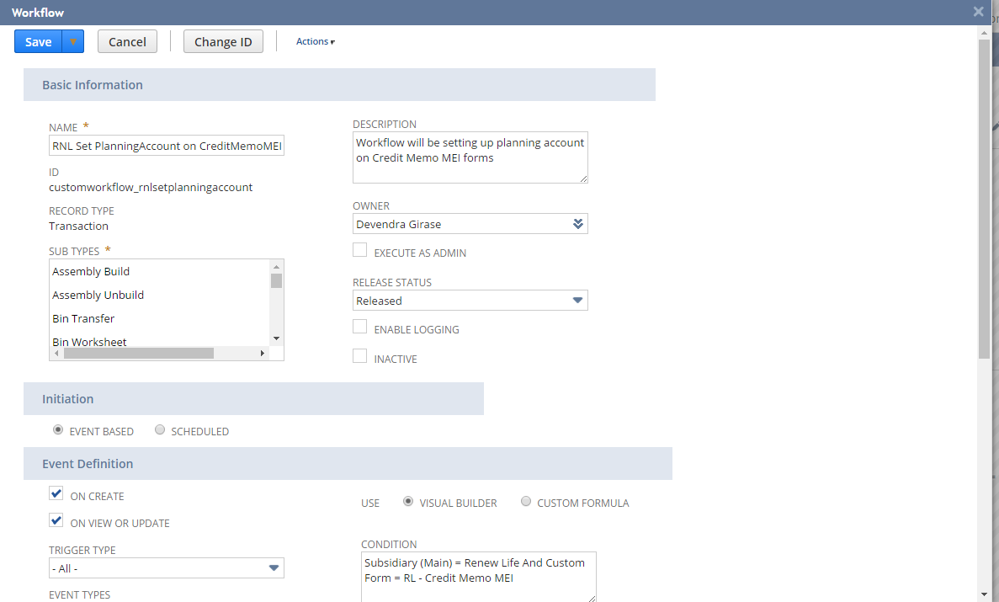 Workflow
Save
Cancel
Change ID
Actions
Basic Information
NAME *
RNL Set PlanningAccount on CreditMemoMEI
ID
customworkflow_rnlsetplanningaccount
RECORD TYPE
Transaction
SUB TYPES *
Assembly Build
Assembly Unbuild
Bin Transfer
Bin Worksheet
DESCRIPTION
Workflow will be setting up planning account
on Credit Memo MEI forms
OWNER
Devendra Girase
EXECUTE AS ADMIN
RELEASE STATUS
Released
ENABLE LOGGING
INACTIVE
Initiation
EVENT BASED
SCHEDULED
Event Definition
ON CREATE
ON VIEW OR UPDATE
TRIGGER TYPE
- All -
EVENT TYPES
USE
VISUAL BUILDER
CUSTOM FORMULA
CONDITION
Subsidiary (Main) = Renew Life And Custom
Form = RL - Credit Memo MEI